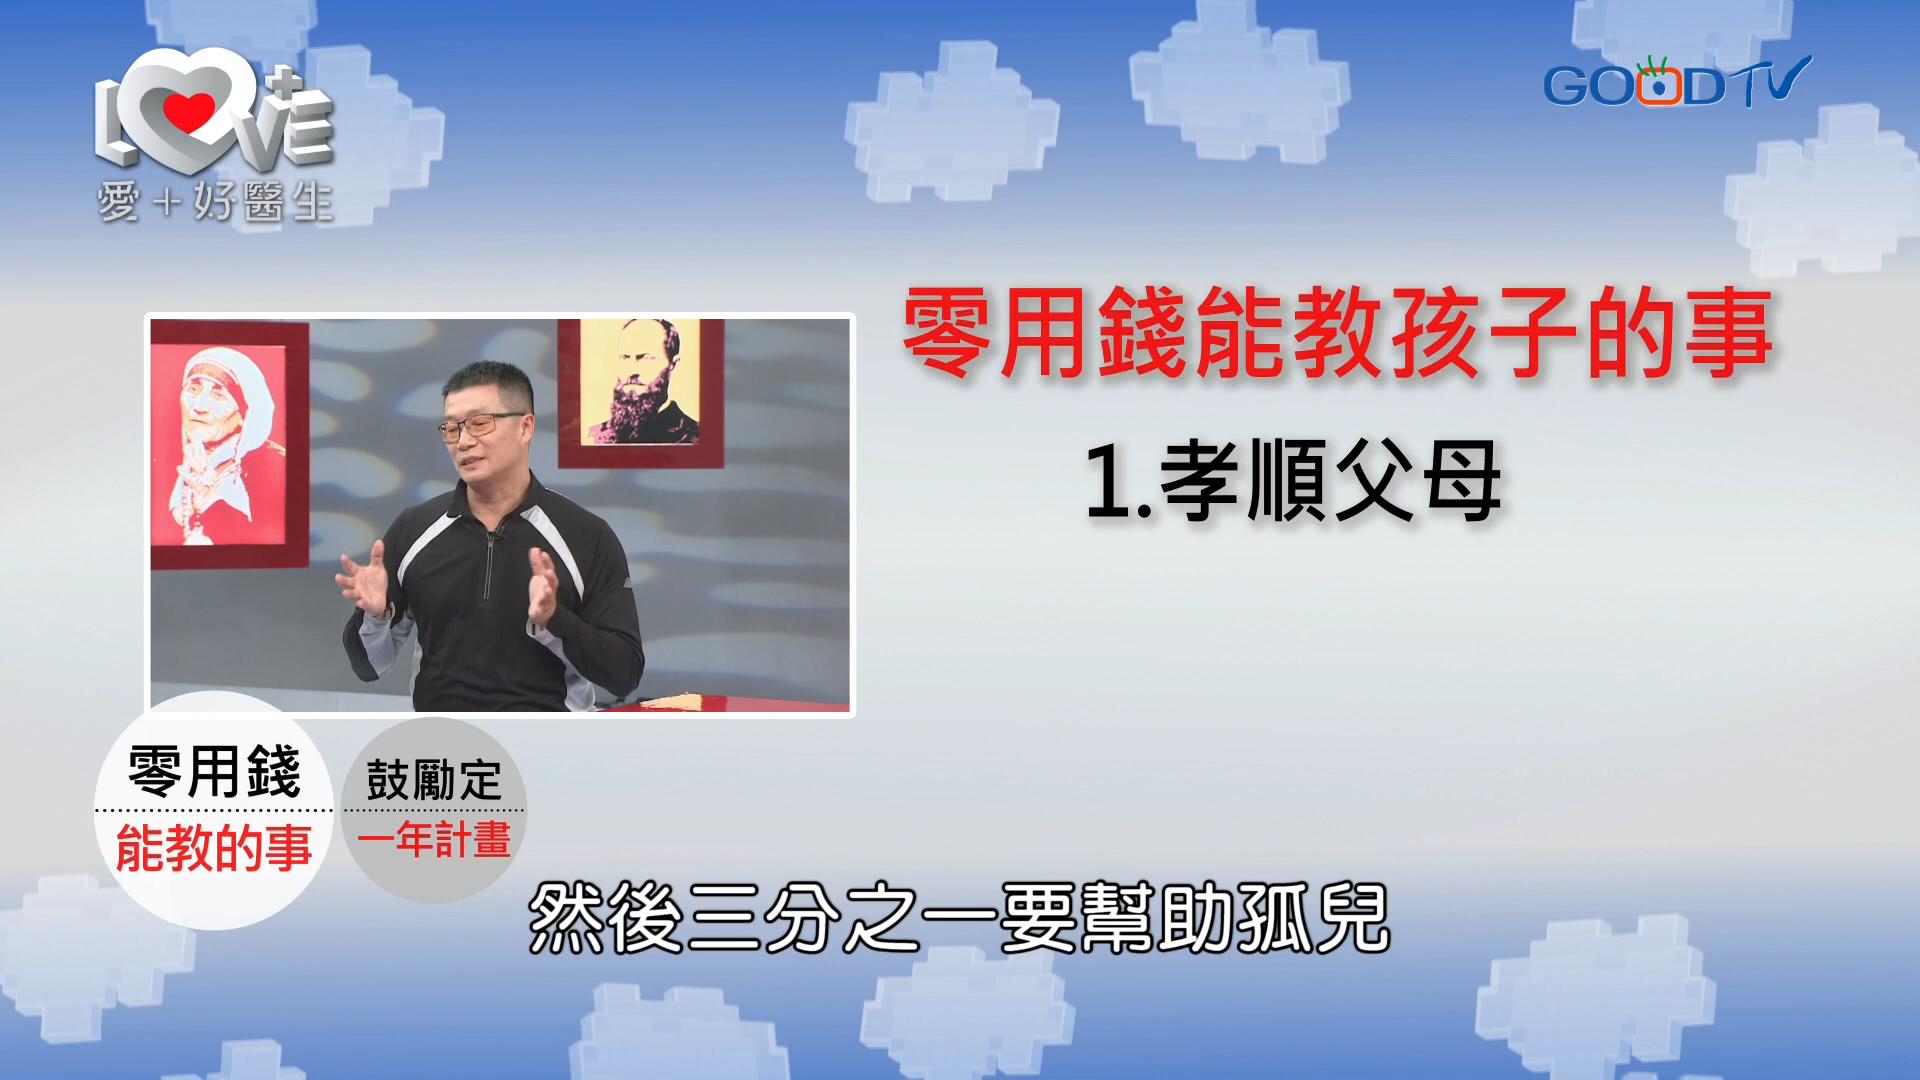 LOVE
愛+好醫生
GOODTV
零用錢能教孩子的事
1.孝順父母
零用錢
能教的事
鼓勵定
一年計畫
然後三分之一要幫助孤兒